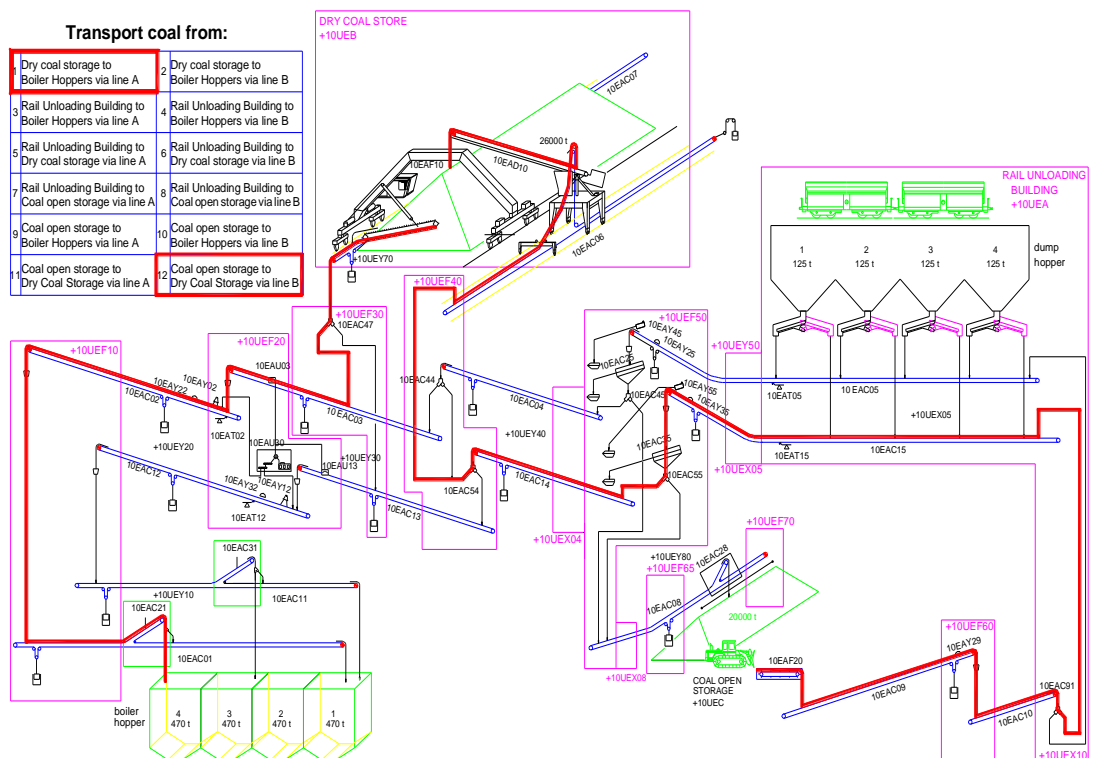 Transport coal from:
1 Dry coal storage to
Boiler Hoppers via line A
2 Dry coal storage to
Boiler Hoppers via line B
3 Rail Unloading Building to
Boiler Hoppers via line A
4 Rail Unloading Building to
Boiler Hoppers via line B
5 Rail Unloading Building to
Dry coal storage via line A
6 Rail Unloading Building to
Dry coal storage via line B
7 Rail Unloading Building to
Coal open storage via line A
8 Rail Unloading Building to
Coal open storage via line B
9 Coal open storage to
Boiler Hoppers via line A
10 Coal open storage to
Boiler Hoppers via line B
11 Coal open storage to
Dry Coal Storage via line A
12 Coal open storage to
Dry Coal Storage via line B
DRY COAL STORE
+10UEB
10EAC07
26000 t
10EAF10
10EAD10
10EAC06
+10UEY70
RAIL UNLOADING
BUILDING
+10UEA
1
125 t
2
125 t
3
125 t
4
125 t
dump
hopper
+10UEF40
+10UEF30
10EAC47
+10UEF50
10EAY45
10EAY25
+10UEY50
+10UEF10
+10UEF20
10EAU03
10EAC25
10EAC44
10EAC45
10EAY55
10EAY35
10EAT05
10EAC05
10EAY02
10EAY22
10EAC02
10EAC03
10EAC04
+10UEX05
10EAT02
+10UEY40
10EAU30
+10UEY20
+10UEY30
10EAU13
10EAC35
10EAT15
10EAC15
10EAC12
10EAC55
+10UEX05
10EAY32
10EAY12
10EAC54
10EAC14
10EAT12
10EAC13
+10UEF70
+10UEX04
10EAC31
+10UEY80
10EAC28
+10UEF65
+10UEY10
10EAC11
10EAC21
10EAC08
20000 t
+10UEF60
10EAC01
10EAY29
10EAF20
+10UEX08
COAL OPEN
STORAGE
+10UEC
10EAC09
10EAC91
10EAC10
boiler
hopper
4
470 t
3
470 t
2
470 t
1
470 t
+10UEX10